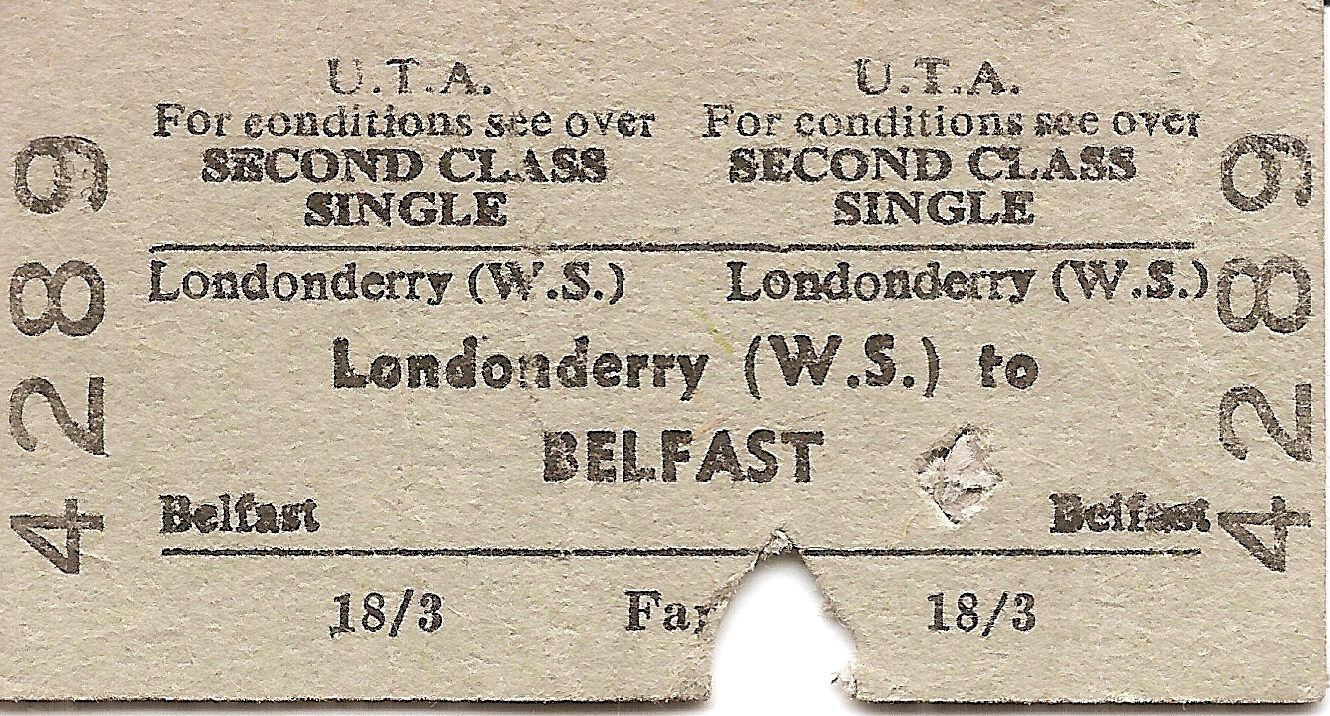 U.T.A. U.T.A.
For conditions see over For conditions see over
SECOND CLASS SECOND CLASS
SINGLE SINGLE
Londonderry (W.S.) Londonderry (W.S.)
Londonderry (W.S.) to
BELFAST
Belfast Belfast
18/3 18/3
4289 4289